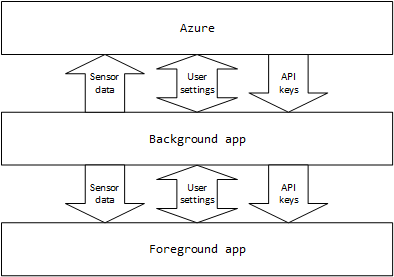 Azure
Sensor
data
User
settings
API
keys
Background app
Sensor
data
User
settings
API
keys
Foreground app